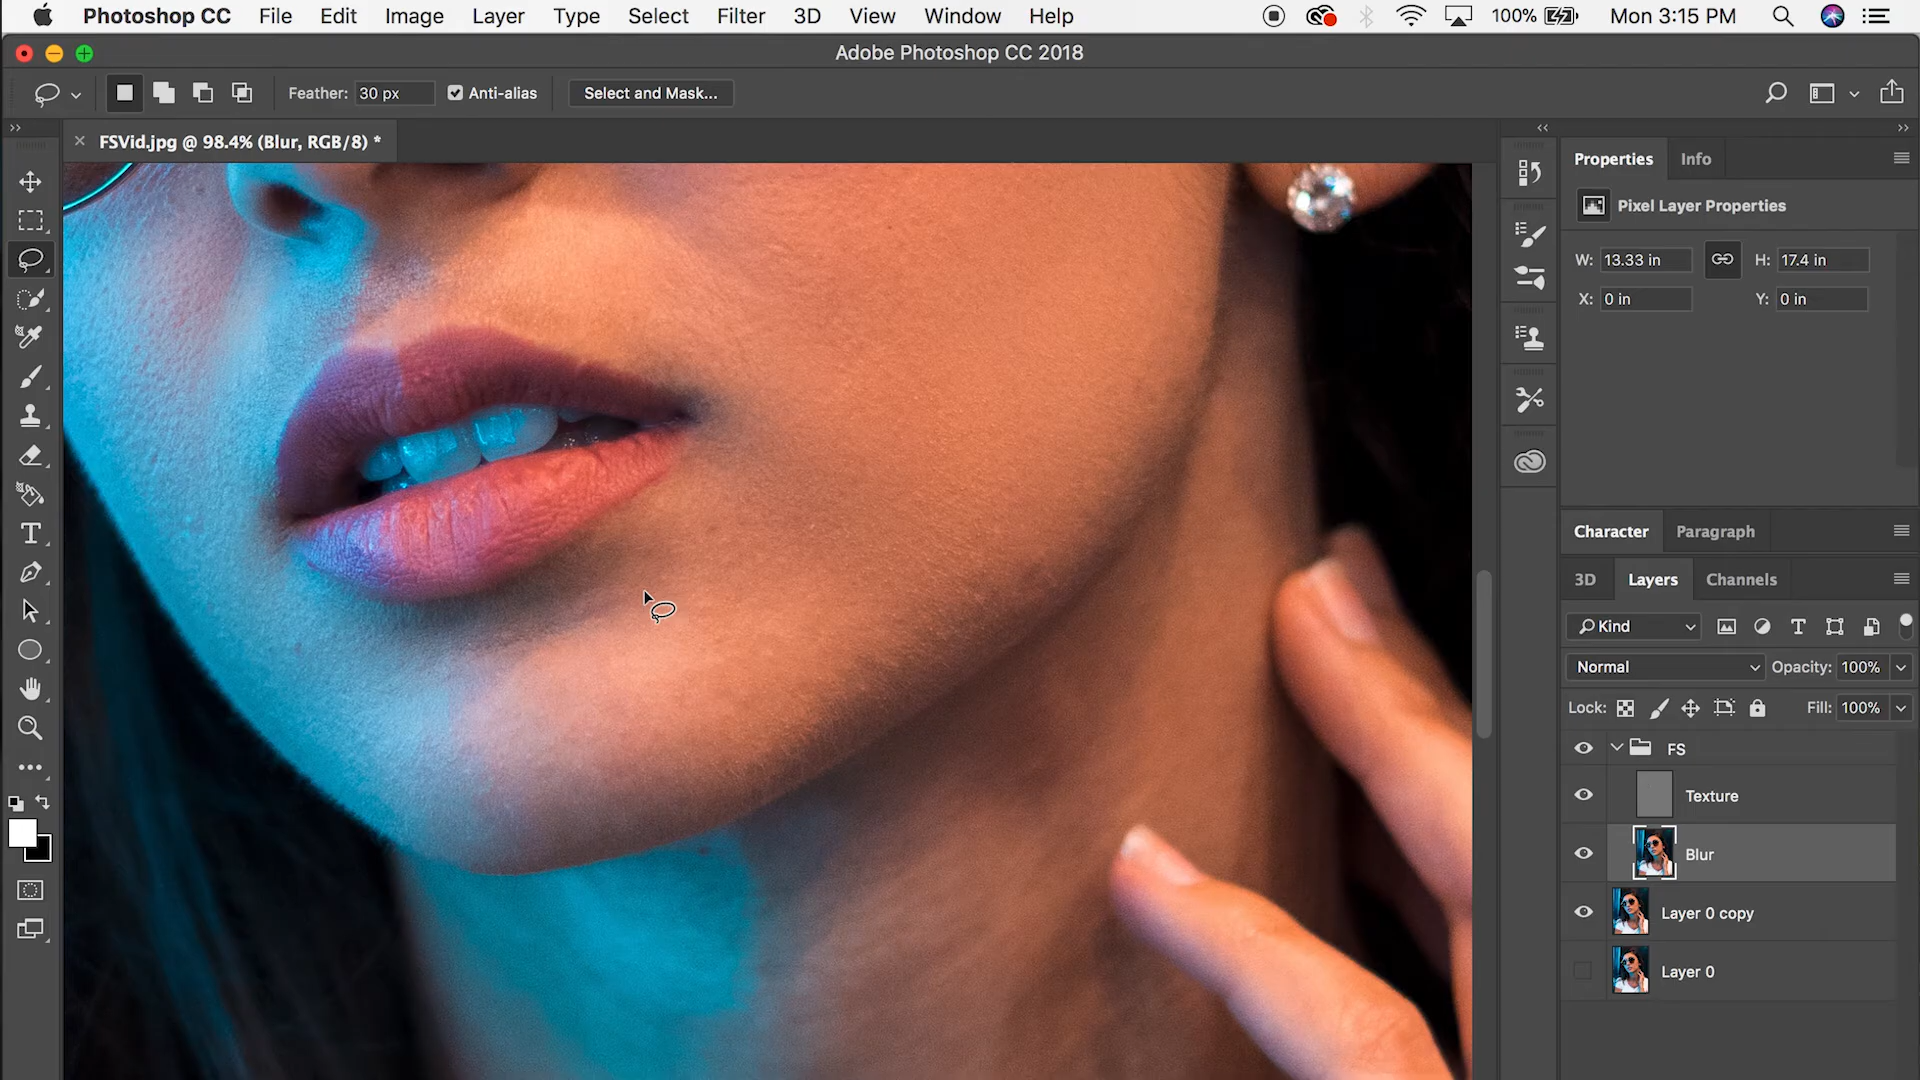 Photoshop CC File Edit Image Layer Type Select Filter 3D View Window Help 100% Mon 3:15 PM
Adobe Photoshop CC 2018
Feather: 30 px Anti-alias Select and Mask...
FSVid.jpg @ 98.4% (Blur, RGB/8) *
Properties Info
Pixel Layer Properties
W: 13.33 in H: 17.4 in
X: 0 in Y: 0 in
Character Paragraph
3D Layers Channels
Kind
Normal Opacity: 100%
Lock: Fill: 100%
FS
Texture
Blur
Layer 0 copy
Layer 0